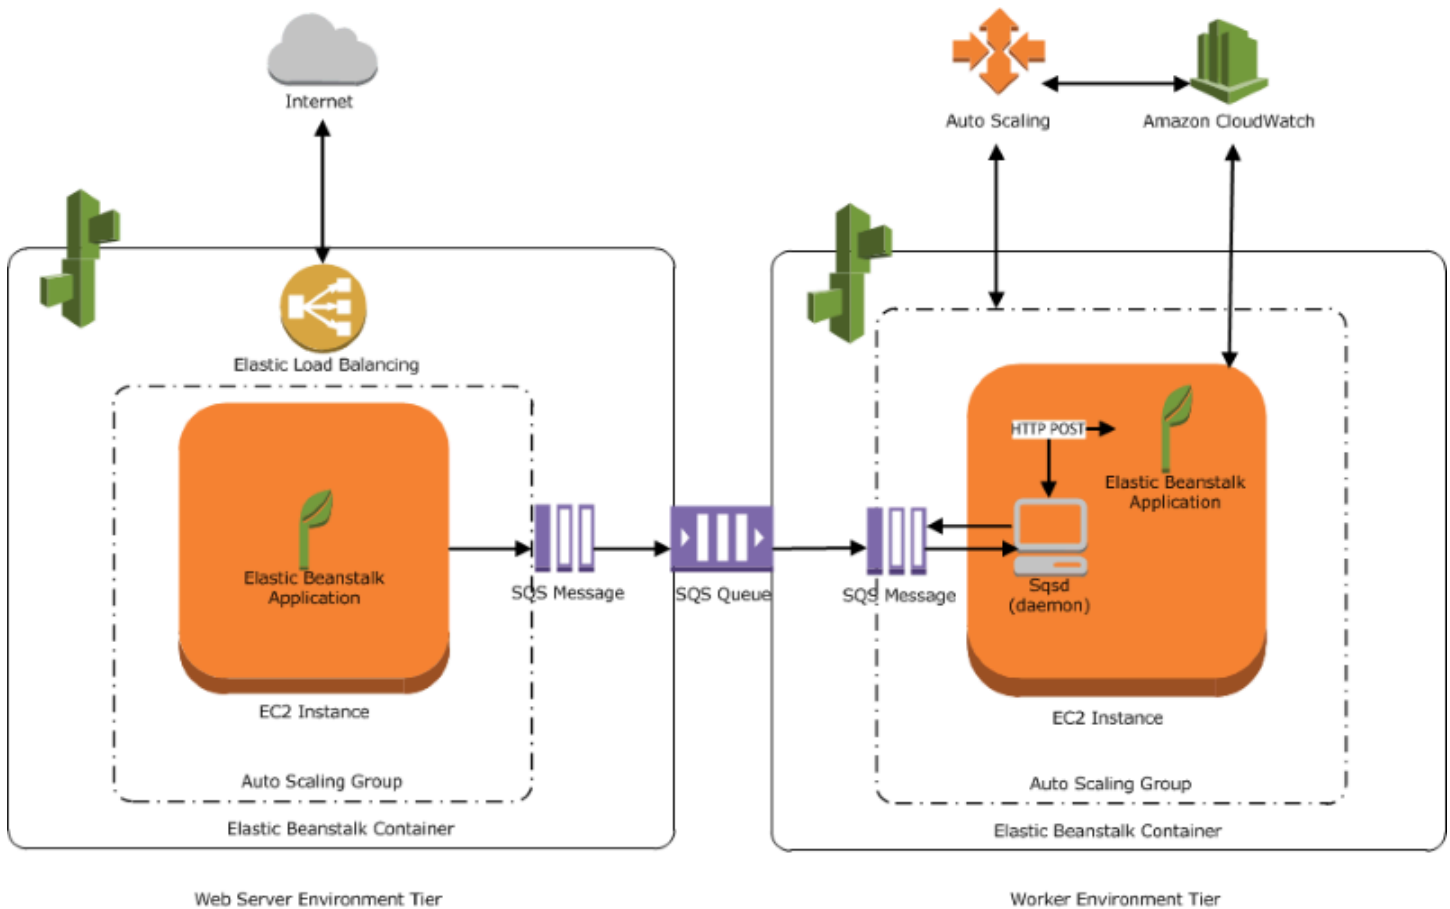 Internet
Auto Scaling
Amazon CloudWatch
Elastic Load Balancing
HTTP POST
Elastic Beanstalk
Application
Elastic Beanstalk
Application
SQS Message
SQS Queue
SQS Message
Sqsd
(daemon)
EC2 Instance
EC2 Instance
Auto Scaling Group
Auto Scaling Group
Elastic Beanstalk Container
Elastic Beanstalk Container
Web Server Environment Tier
Worker Environment Tier